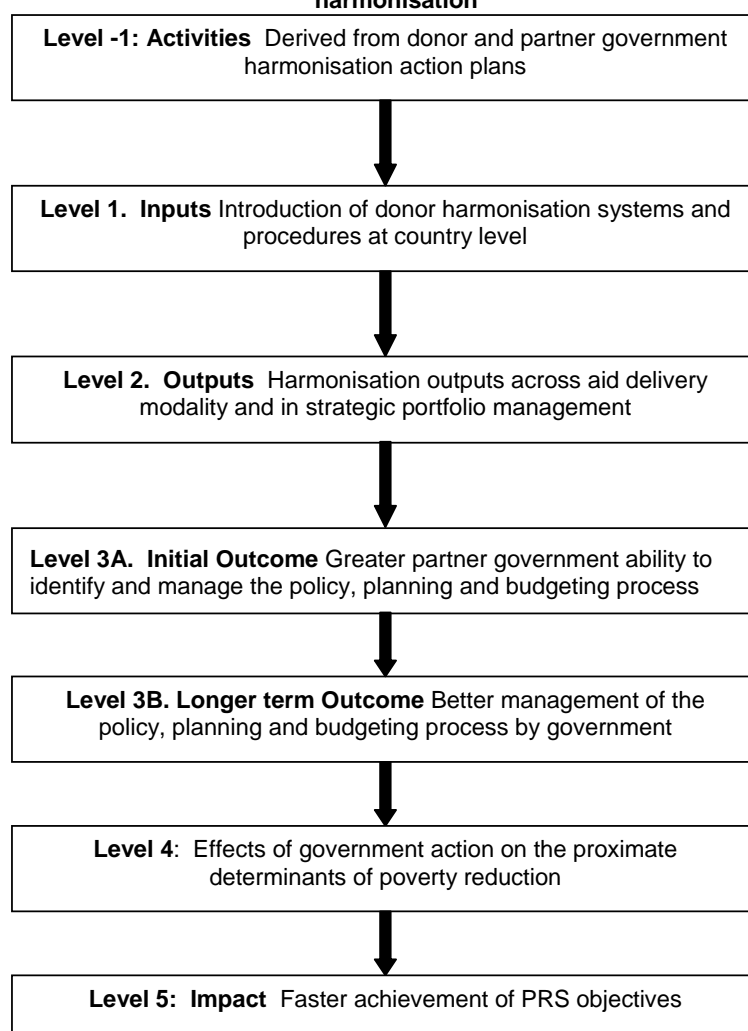 harmonisation
Level -1: Activities Derived from donor and partner government
harmonisation action plans
Level 1. Inputs Introduction of donor harmonisation systems and
procedures at country level
Level 2. Outputs Harmonisation outputs across aid delivery
modality and in strategic portfolio management
Level 3A. Initial Outcome Greater partner government ability to
identify and manage the policy, planning and budgeting process
Level 3B. Longer term Outcome Better management of the
policy, planning and budgeting process by government
Level 4: Effects of government action on the proximate
determinants of poverty reduction
Level 5: Impact Faster achievement of PRS objectives